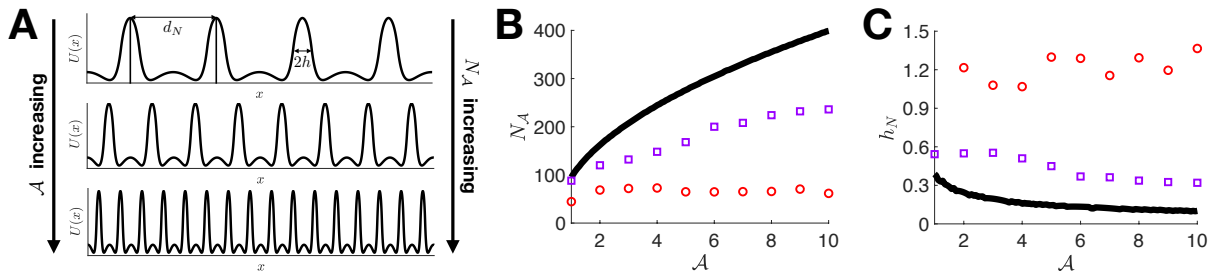 A
𝒜 increasing
U(x)
d_N
2h
x
U(x)
x
U(x)
x
N_𝒜 increasing
B
N_𝒜
400
300
200
100
0
2
4
6
8
10
𝒜
C
h_N
1.5
1.2
0.9
0.6
0.3
0
2
4
6
8
10
𝒜